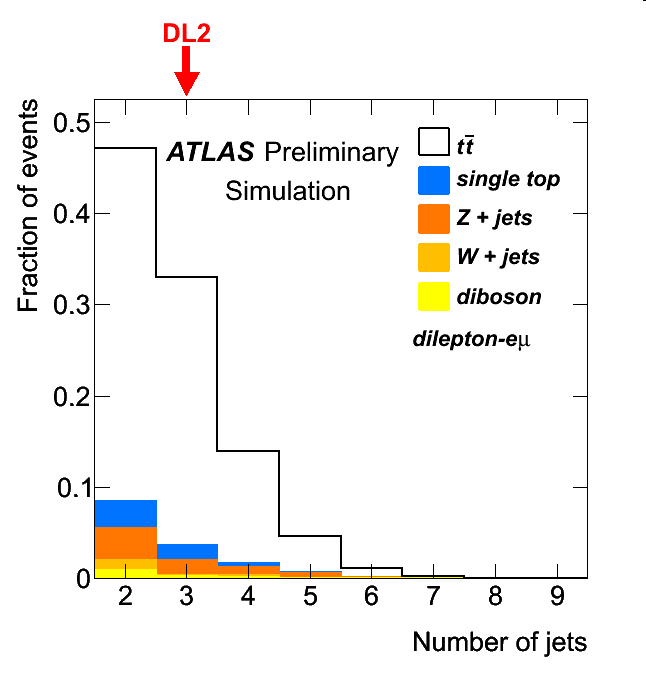 DL2
Fraction of events
0.5
0.4
0.3
0.2
0.1
0
ATLAS Preliminary
Simulation
tt̄
single top
Z + jets
W + jets
diboson
dilepton-eμ
2 3 4 5 6 7 8 9
Number of jets